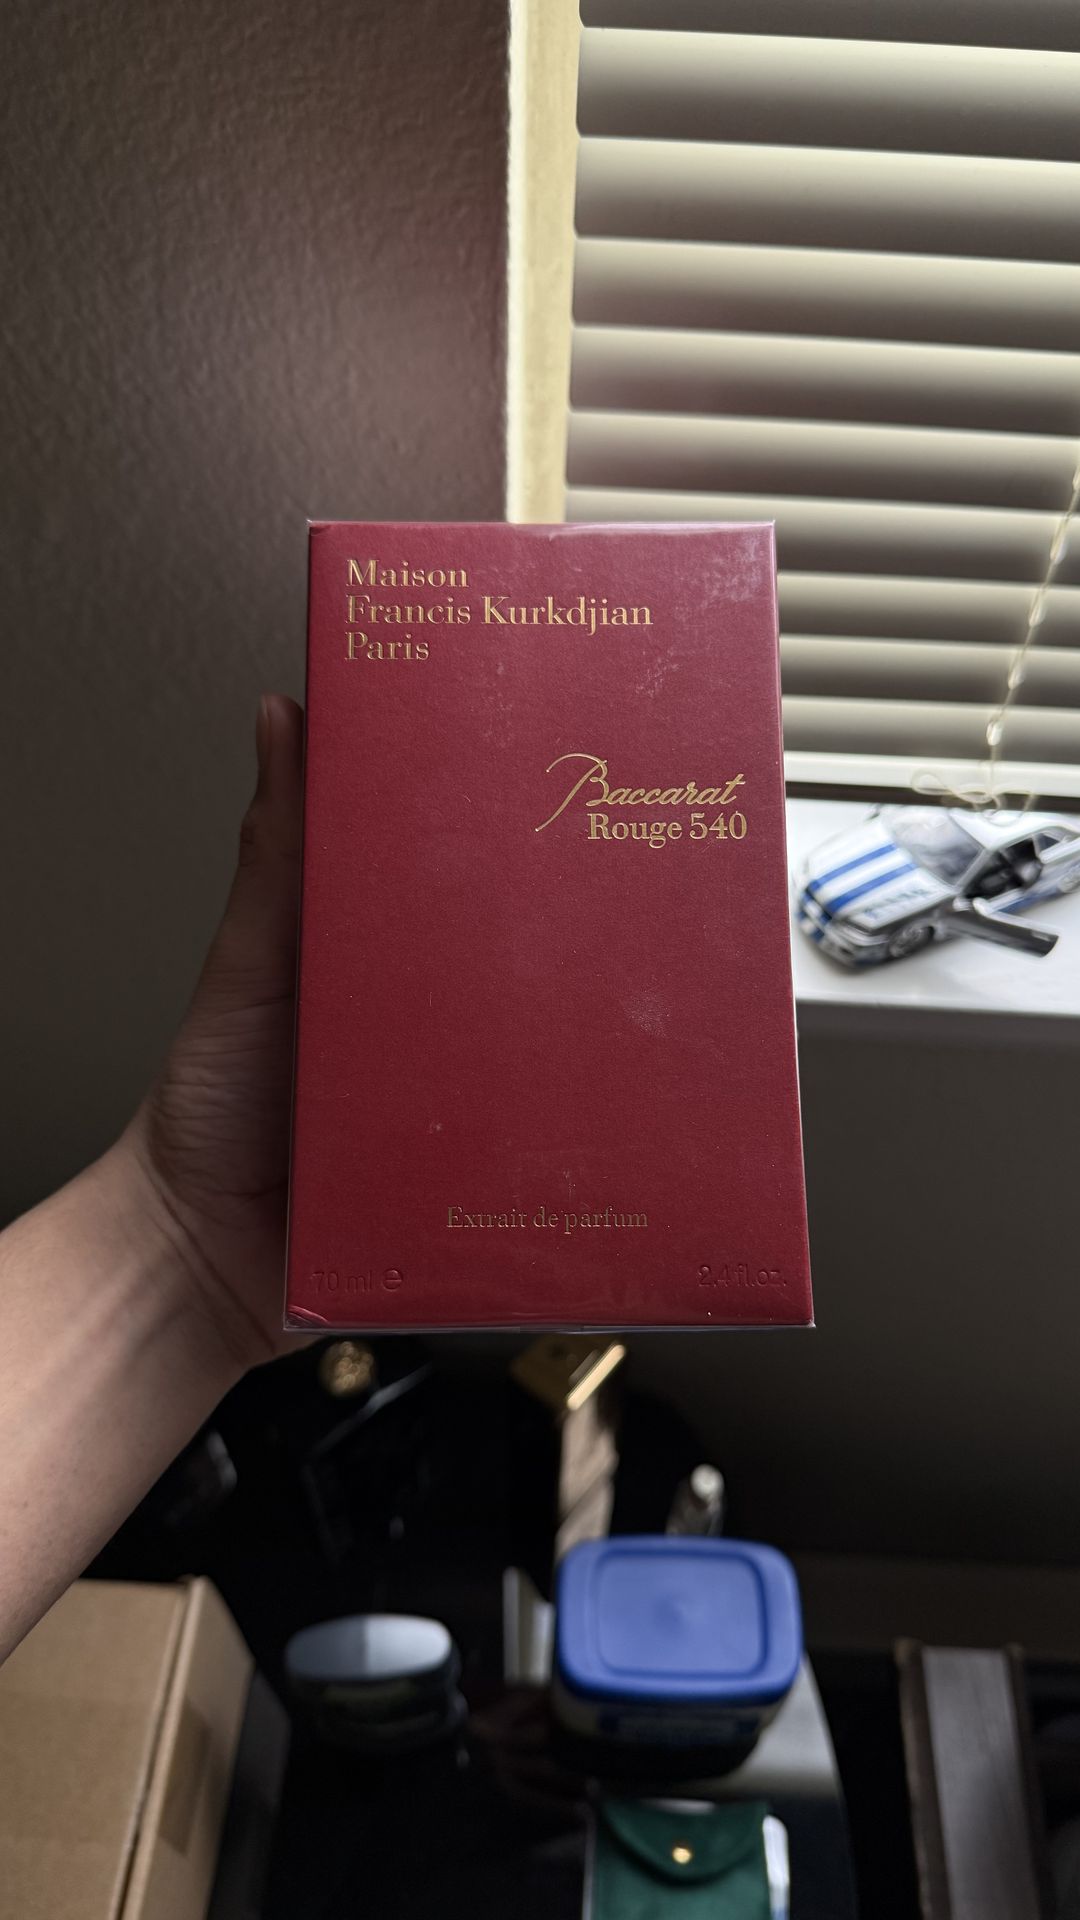 Maison
Francis Kurkdjian
Paris
Baccarat
Rouge 540
Extrait de parfum
70 ml ℮
2.4 fl.oz.